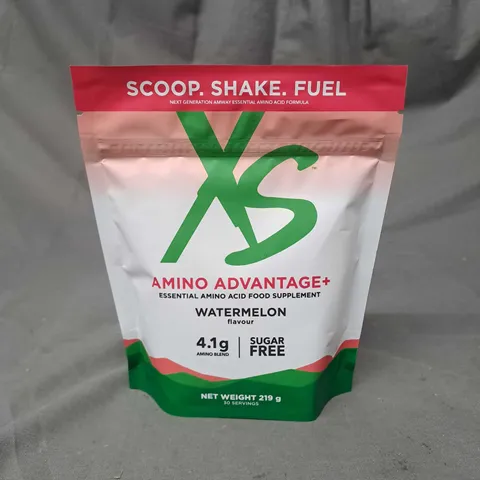 SCOOP. SHAKE. FUEL
NEXT GENERATION AMWAY ESSENTIAL AMINO ACID FORMULA
XS
AMINO ADVANTAGE+
ESSENTIAL AMINO ACID FOOD SUPPLEMENT
WATERMELON
flavour
4.1g
AMINO BLEND
SUGAR
FREE
NET WEIGHT 219 g
30 SERVINGS